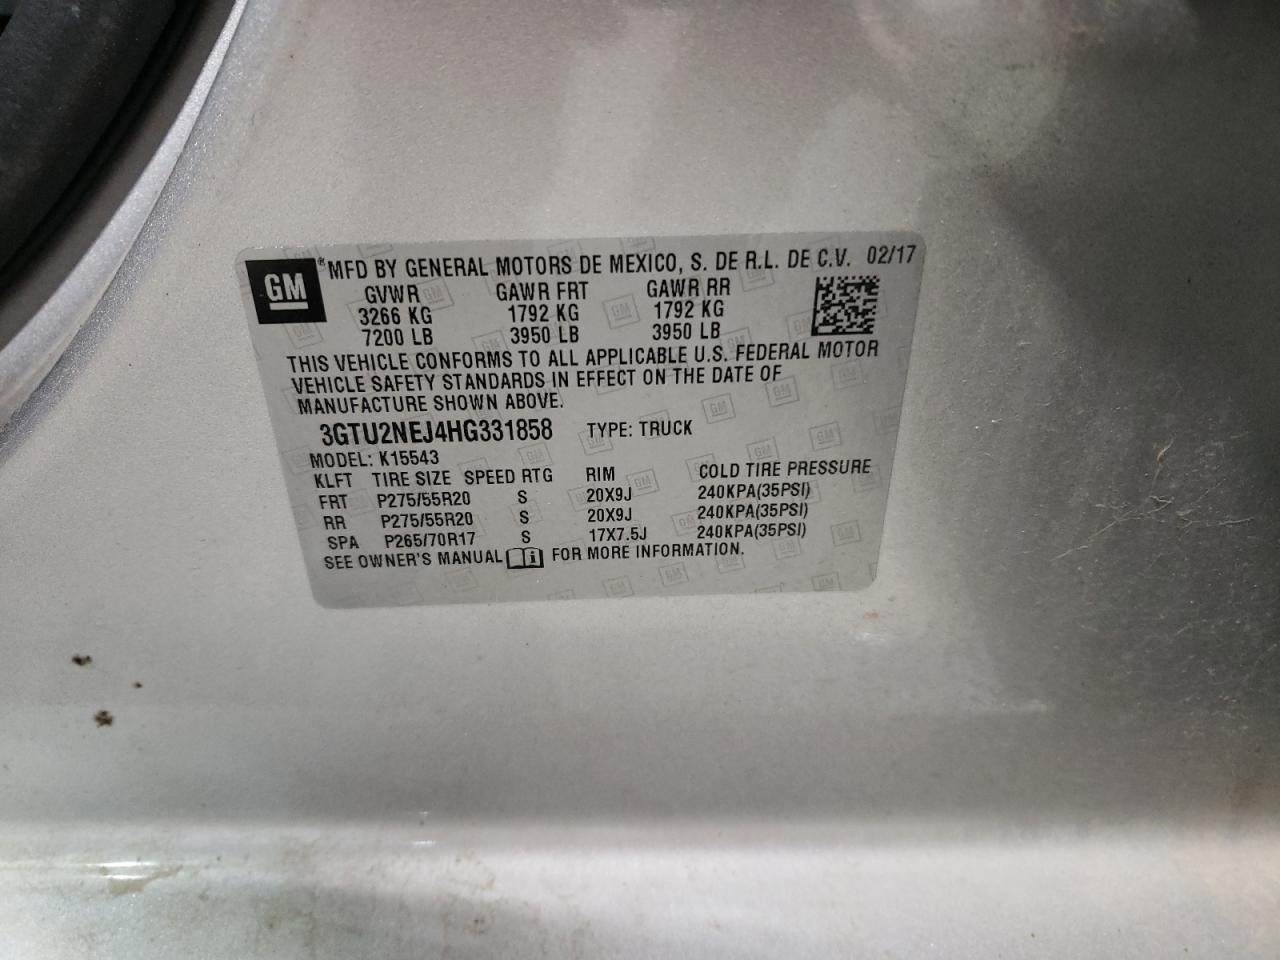 GM ® MFD BY GENERAL MOTORS DE MEXICO, S. DE R.L. DE C.V. 02/17
GVWR GAWR FRT GAWR RR
3266 KG 1792 KG 1792 KG
7200 LB 3950 LB 3950 LB
THIS VEHICLE CONFORMS TO ALL APPLICABLE U.S. FEDERAL MOTOR
VEHICLE SAFETY STANDARDS IN EFFECT ON THE DATE OF
MANUFACTURE SHOWN ABOVE.
3GTU2NEJ4HG331858 TYPE: TRUCK
MODEL: K15543
KLFT TIRE SIZE SPEED RTG RIM COLD TIRE PRESSURE
FRT P275/55R20 S 20X9J 240KPA(35PSI)
RR P275/55R20 S 20X9J 240KPA(35PSI)
SPA P265/70R17 S 17X7.5J 240KPA(35PSI)
SEE OWNER'S MANUAL i FOR MORE INFORMATION.